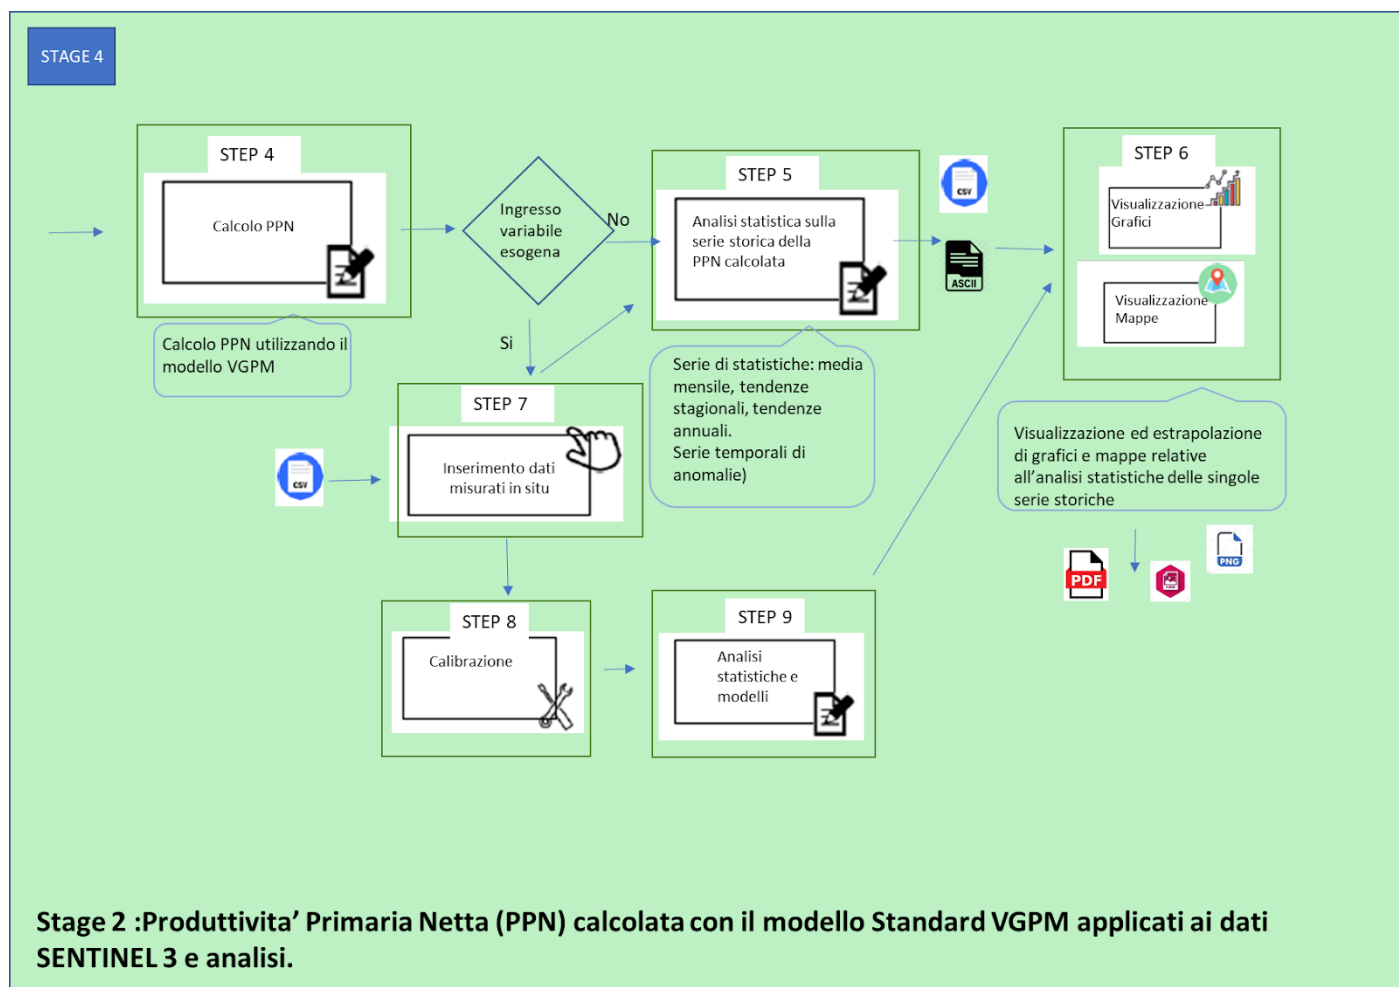 STAGE 4
STEP 4
Calcolo PPN
Calcolo PPN utilizzando il
modello VGPM
Ingresso
variabile
esogena
No
Si
STEP 5
Analisi statistica sulla
serie storica della
PPN calcolata
Serie di statistiche: media
mensile, tendenze
stagionali, tendenze
annuali.
Serie temporali di
anomalie)
CSV
ASCII
STEP 6
Visualizzazione
Grafici
Visualizzazione
Mappe
Visualizzazione ed estrapolazione
di grafici e mappe relative
all’analisi statistiche delle singole
serie storiche
PDF
PNG
STEP 7
Inserimento dati
misurati in situ
CSV
STEP 8
Calibrazione
STEP 9
Analisi
statistiche e
modelli
Stage 2 :Produttivita’ Primaria Netta (PPN) calcolata con il modello Standard VGPM applicati ai dati
SENTINEL 3 e analisi.